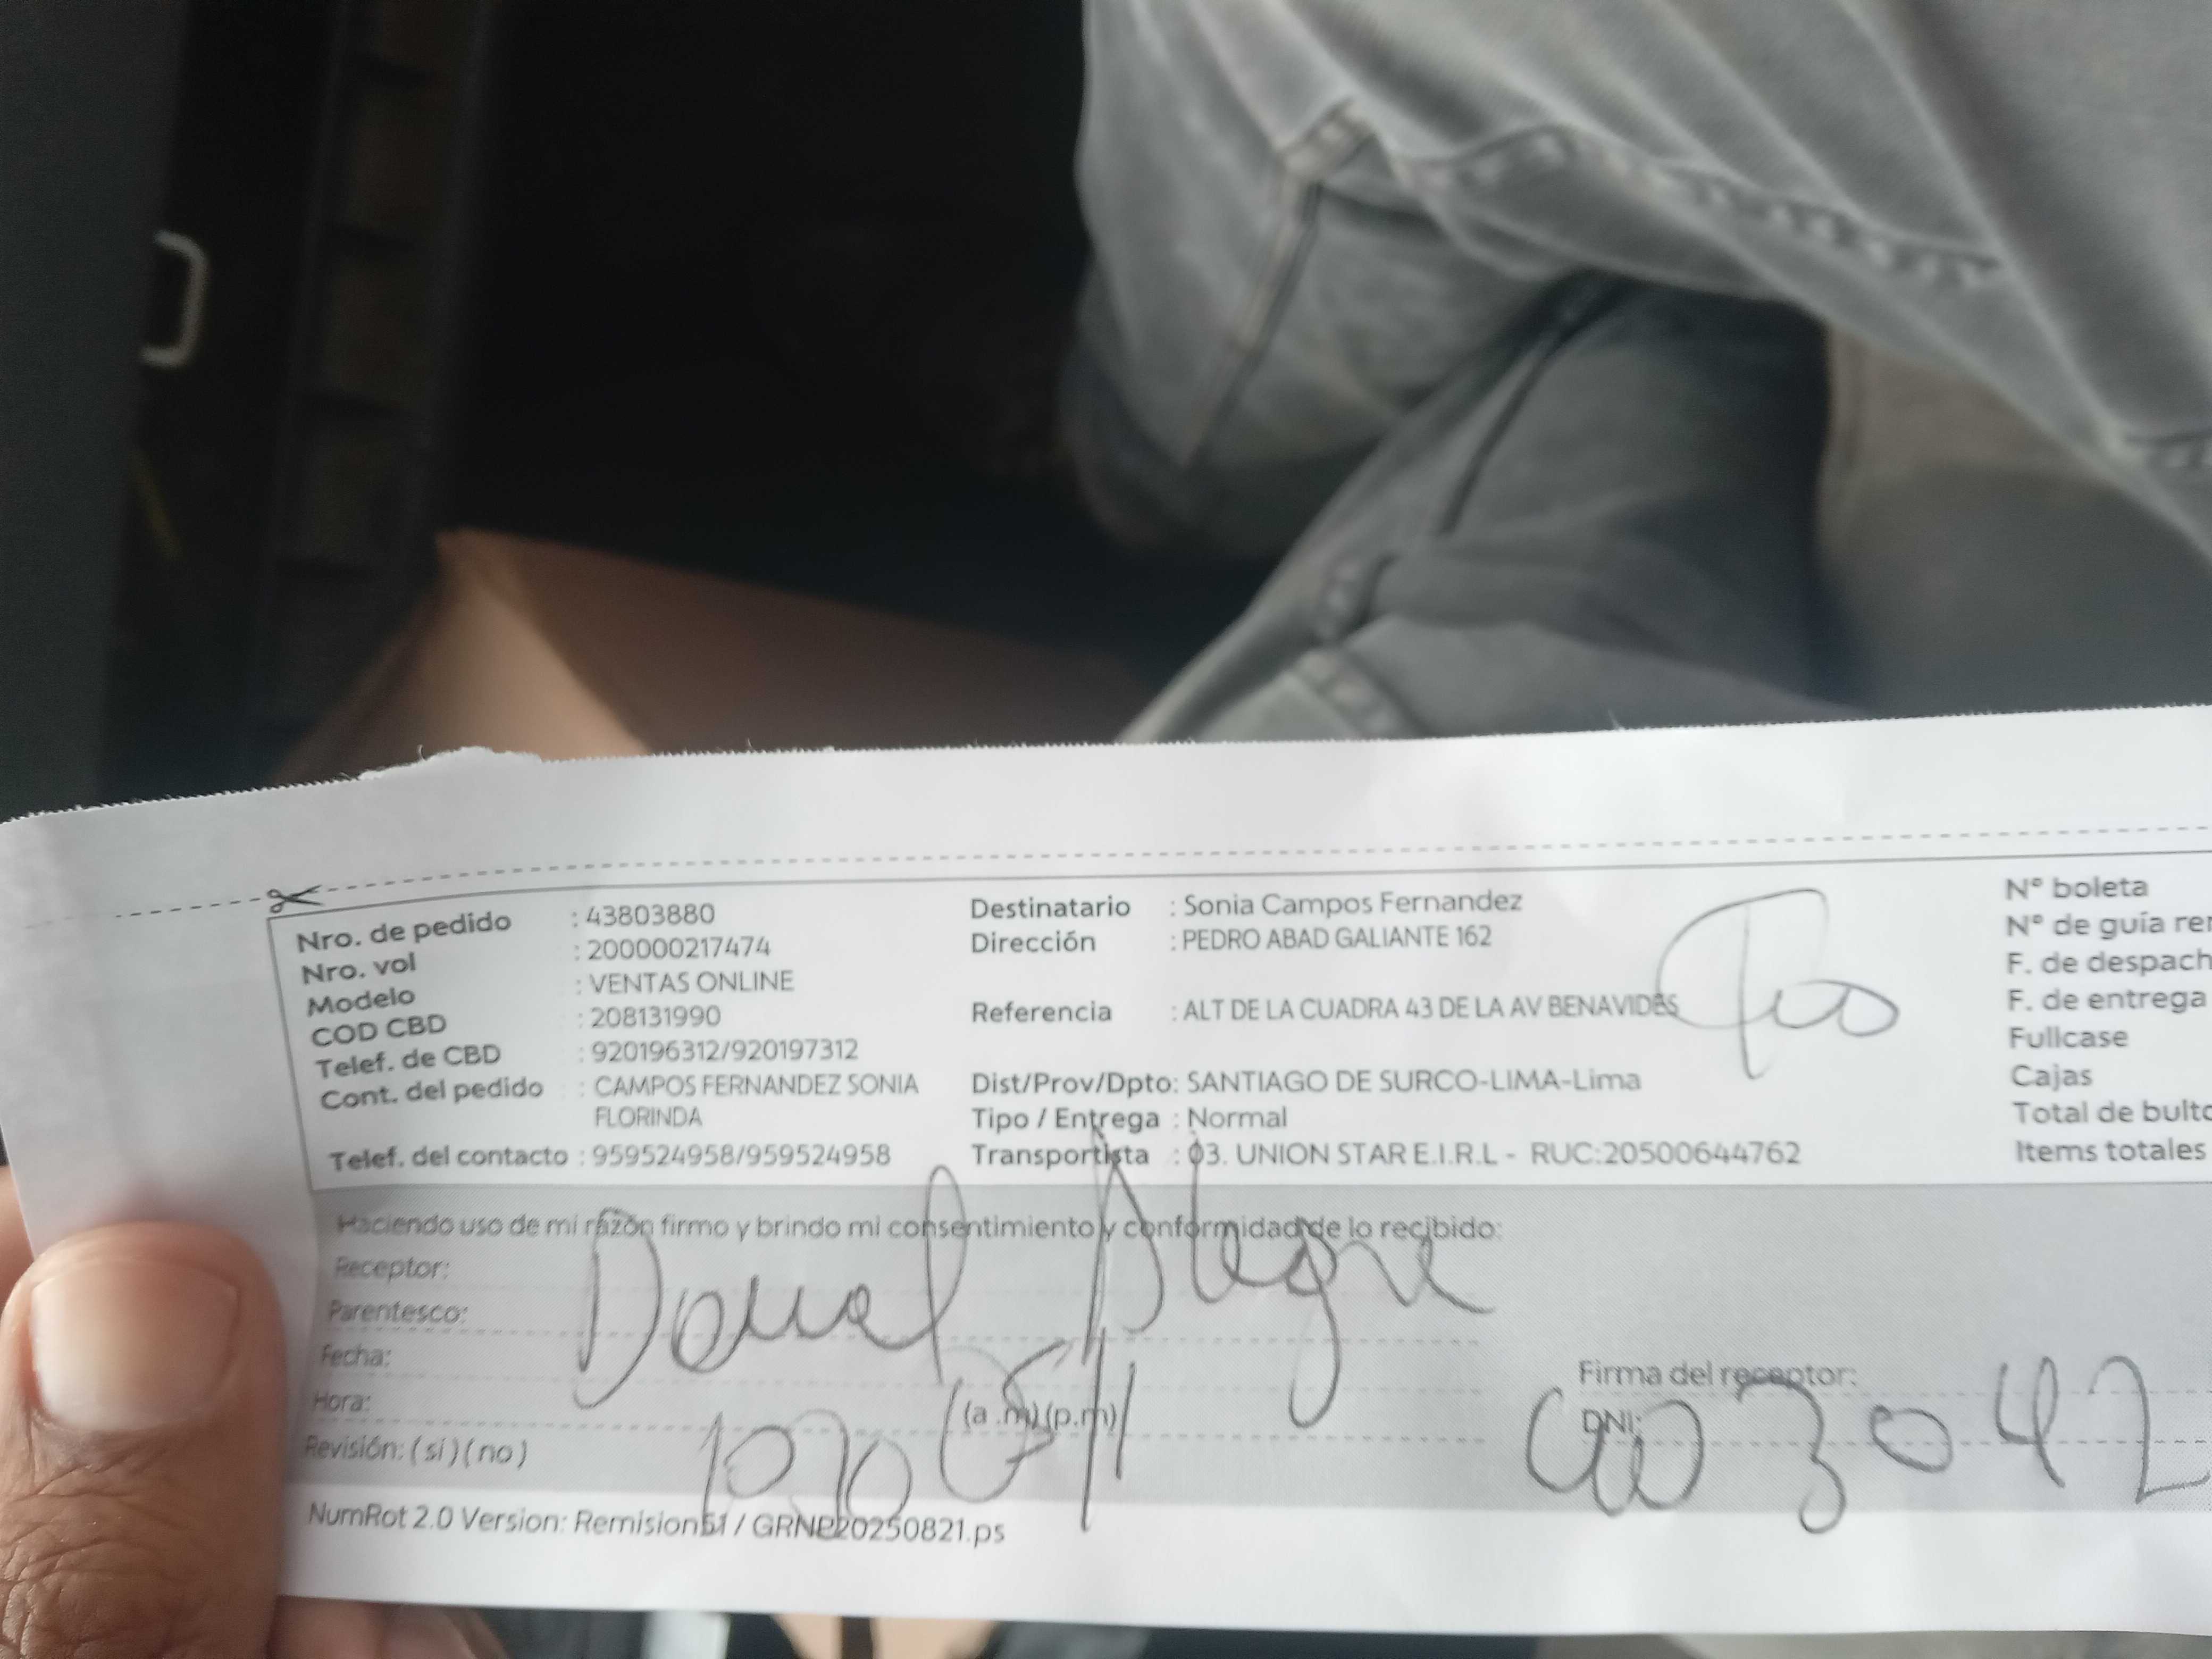 Nro. de pedido : 43803880
Nro. vol : 200000217474
Modelo : VENTAS ONLINE
COD CBD : 208131990
Telef. de CBD : 920196312/920197312
Cont. del pedido : CAMPOS FERNANDEZ SONIA
FLORINDA
Telef. del contacto : 959524958/959524958
Destinatario : Sonia Campos Fernandez
Dirección : PEDRO ABAD GALIANTE 162
Referencia : ALT DE LA CUADRA 43 DE LA AV BENAVIDES
Dist/Prov/Dpto: SANTIAGO DE SURCO-LIMA-Lima
Tipo / Entrega : Normal
Transportista : 03. UNION STAR E.I.R.L - RUC:20500644762
N° boleta
N° de guía
F. de
F. de entrega
Fullcase
Cajas
Total de
Items totales
Haciendo uso de mi razón firmo y brindo mi consentimiento y conformidad de lo recibido:
Receptor:
Parentesco:
Alegre
Fecha:
Hora: (a .m) (p.m)
Revisión: (si) (no)
Firma del receptor:
DNI:
NumRot 2.0 Version: Remision51 / GRNP20250821.ps